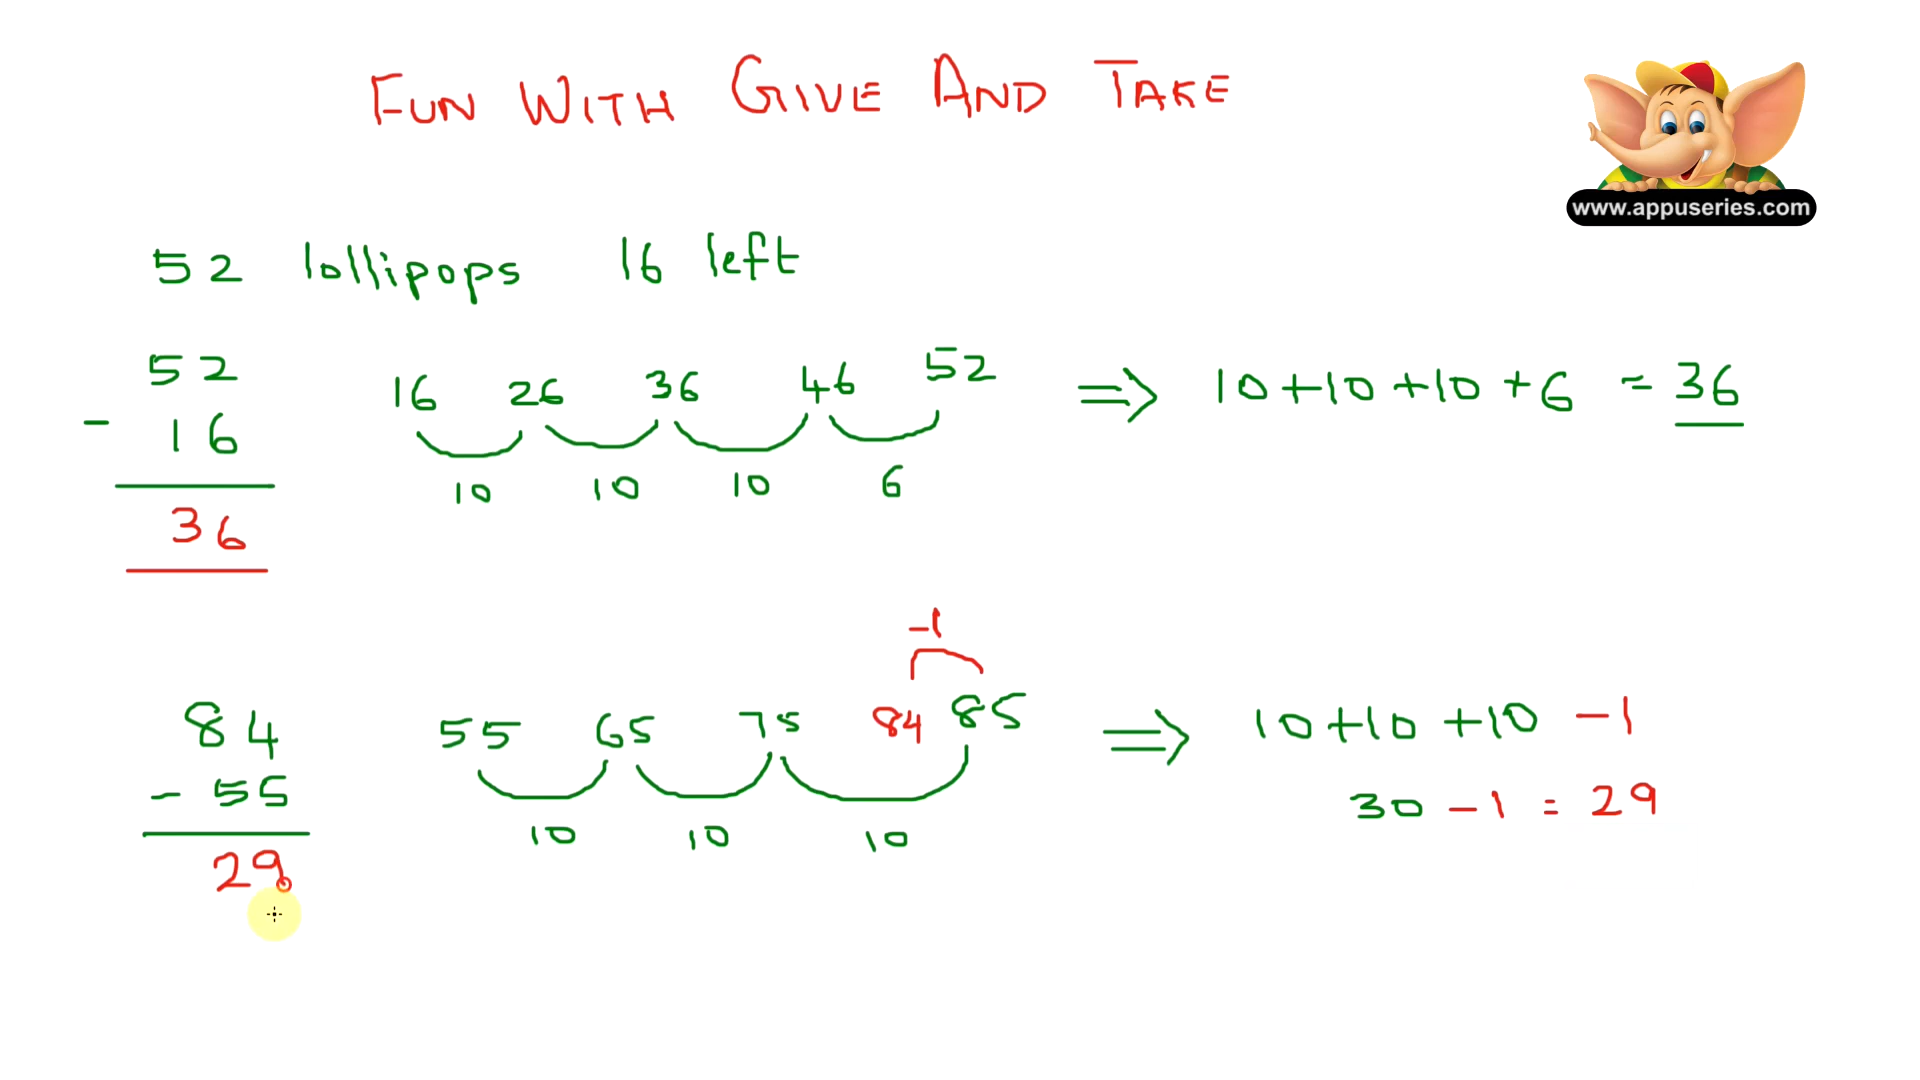 FUN WITH GIVE AND TAKE
www.appuseries.com
52 lollipops 16 left
52
- 16
36
16 26 36 46 52
10 10 10 6
⇒ 10+10+10+6 = 36
84
- 55
29
-1
55 65 75 84 85
10 10 10
⇒ 10+10+10 -1
30 -1 = 29